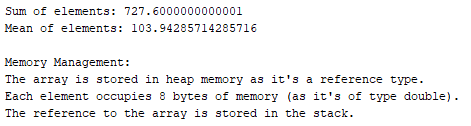 Sum of elements: 727.6000000000001
Mean of elements: 103.94285714285716
Memory Management:
The array is stored in heap memory as it's a reference type.
Each element occupies 8 bytes of memory (as it's of type double).
The reference to the array is stored in the stack.